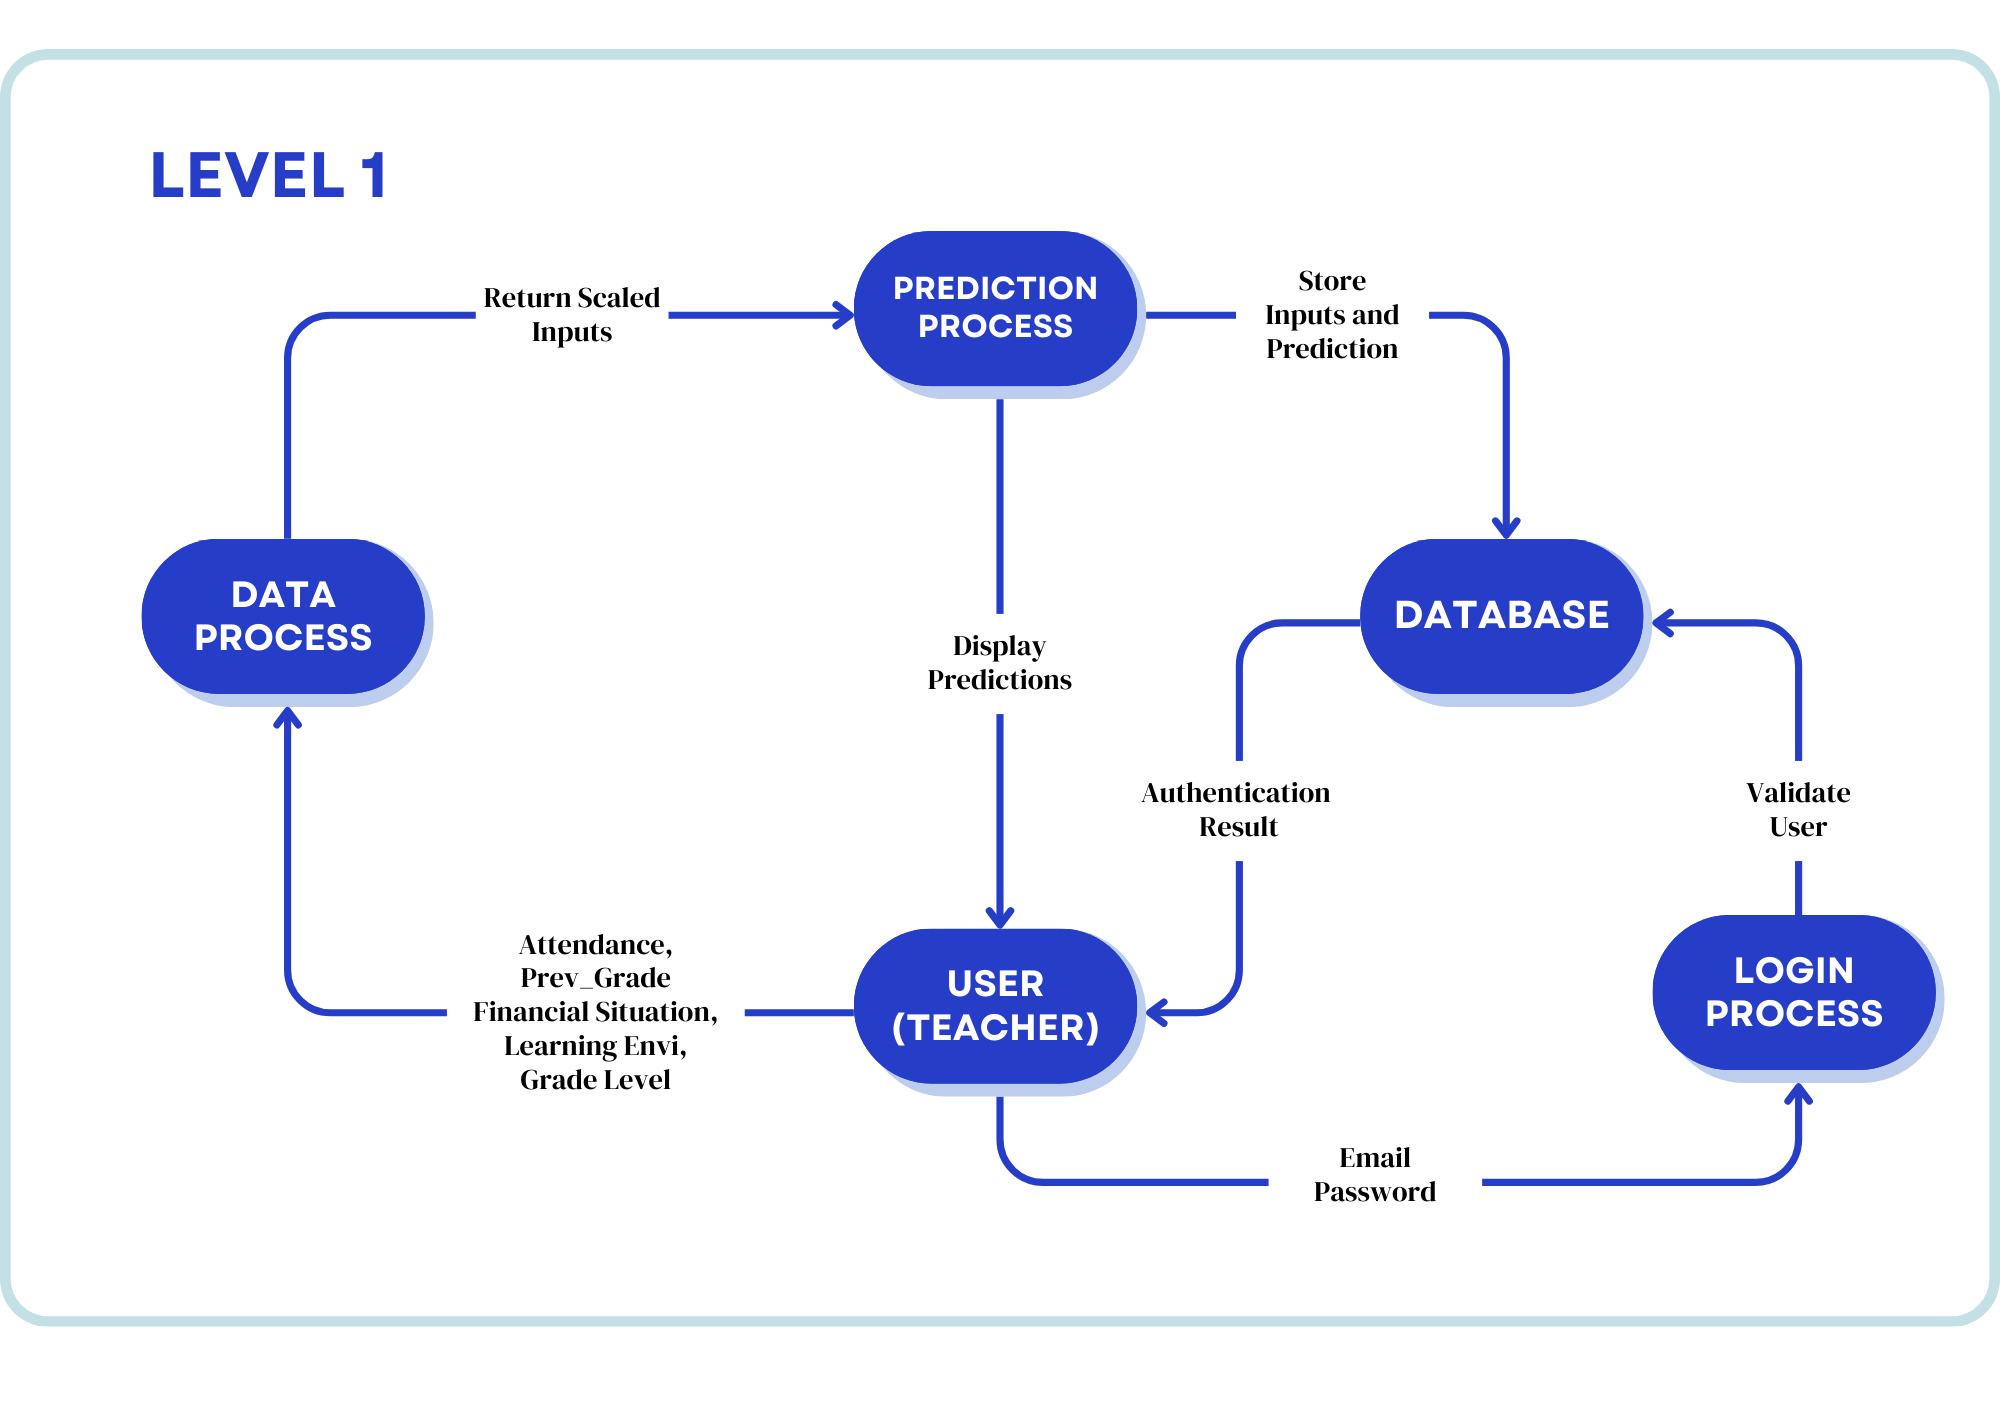 LEVEL 1
PREDICTION
PROCESS
Return Scaled
Inputs
Store
Inputs and
Prediction
DATA
PROCESS
DATABASE
Display
Predictions
Authentication
Result
Validate
User
Attendance,
Prev_Grade
Financial Situation,
Learning Envi,
Grade Level
USER
(TEACHER)
LOGIN
PROCESS
Email
Password